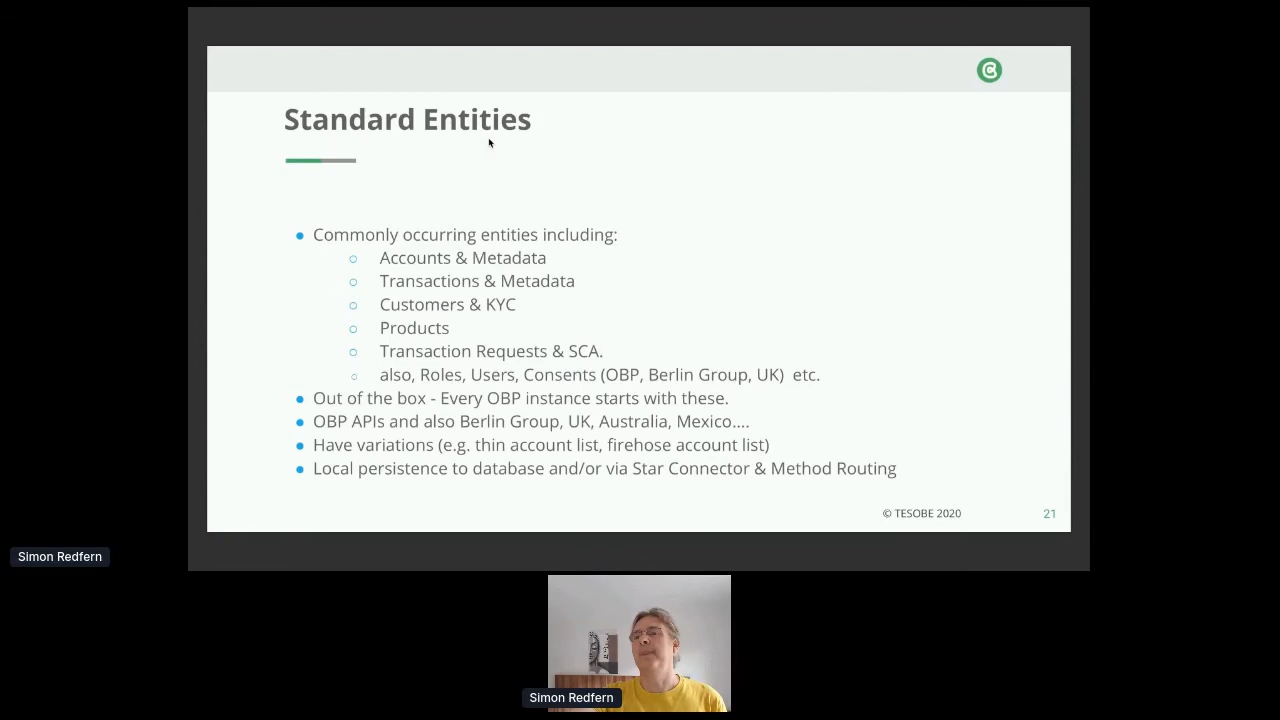 Standard Entities
Commonly occurring entities including:
Accounts & Metadata
Transactions & Metadata
Customers & KYC
Products
Transaction Requests & SCA.
also, Roles, Users, Consents (OBP, Berlin Group, UK)  etc.
Out of the box - Every OBP instance starts with these.
OBP APIs and also Berlin Group, UK, Australia, Mexico....
Have variations (e.g. thin account list, firehose account list)
Local persistence to database and/or via Star Connector & Method Routing
© TESOBE 2020
21
Simon Redfern
Simon Redfern